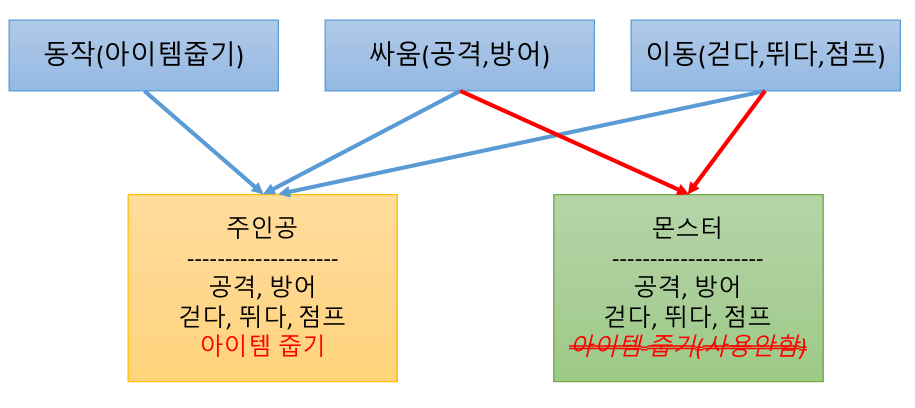 동작(아이템줍기)
싸움(공격,방어)
이동(걷다,뛰다,점프)
주인공
--------------------
공격, 방어
걷다, 뛰다, 점프
아이템 줍기
몬스터
--------------------
공격, 방어
걷다, 뛰다, 점프
아이템 줍기(사용안함)